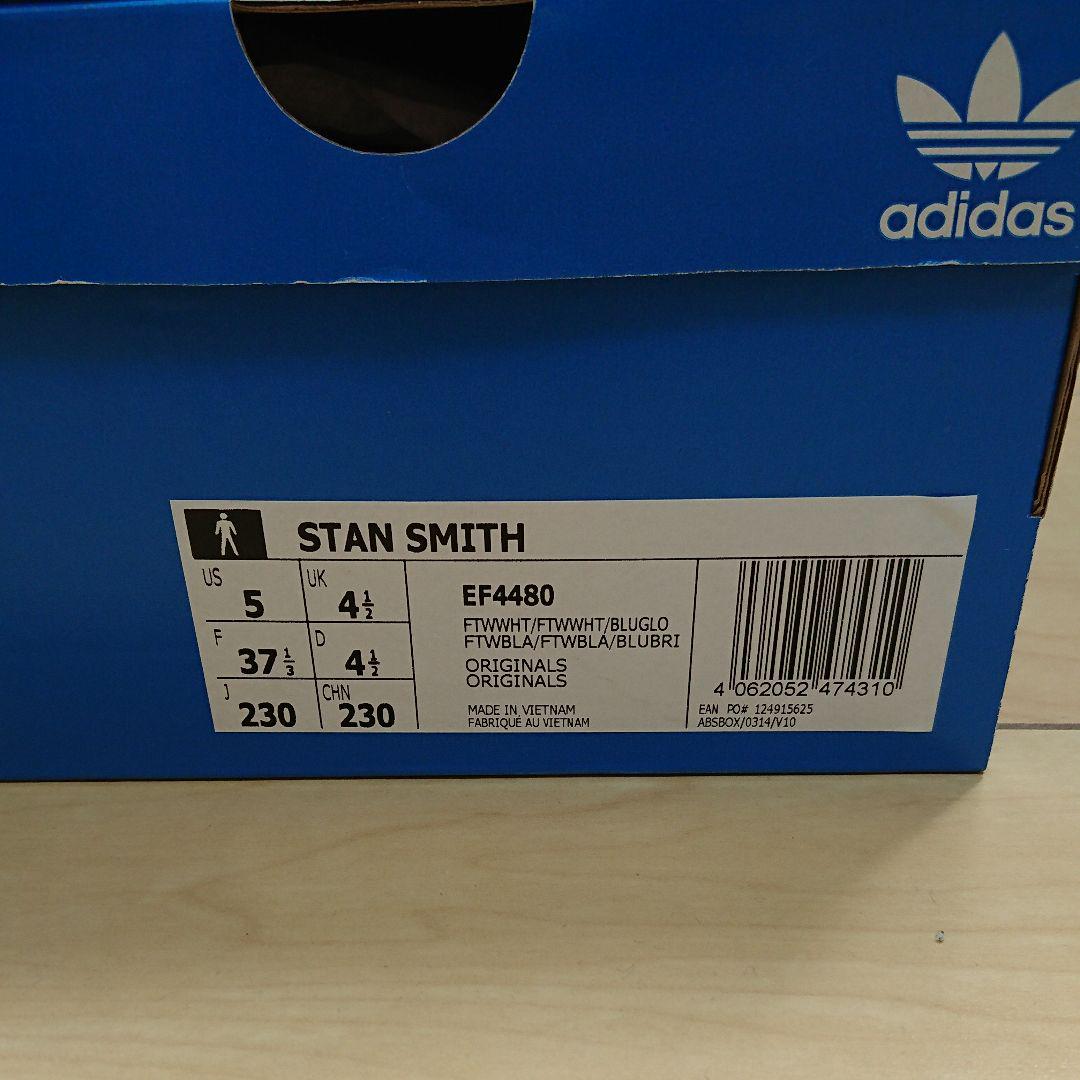 adidas
STAN SMITH
US 5 UK 4½
F 37⅓ D 4½
J 230 CHN 230
EF4480
FTWWHT/FTWWHT/BLUGLO
FTWBLA/FTWBLA/BLUBRI
ORIGINALS
ORIGINALS
MADE IN VIETNAM
FABRIQUÉ AU VIETNAM
4 062052 474310
EAN PO# 124915625
ABSBOX/0314/V10